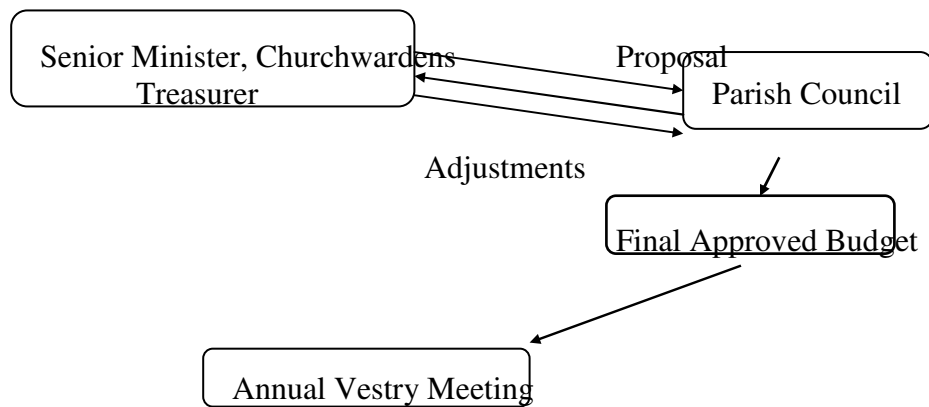 Senior Minister, Churchwardens
Treasurer
Proposal
Parish Council
Adjustments
Final Approved Budget
Annual Vestry Meeting